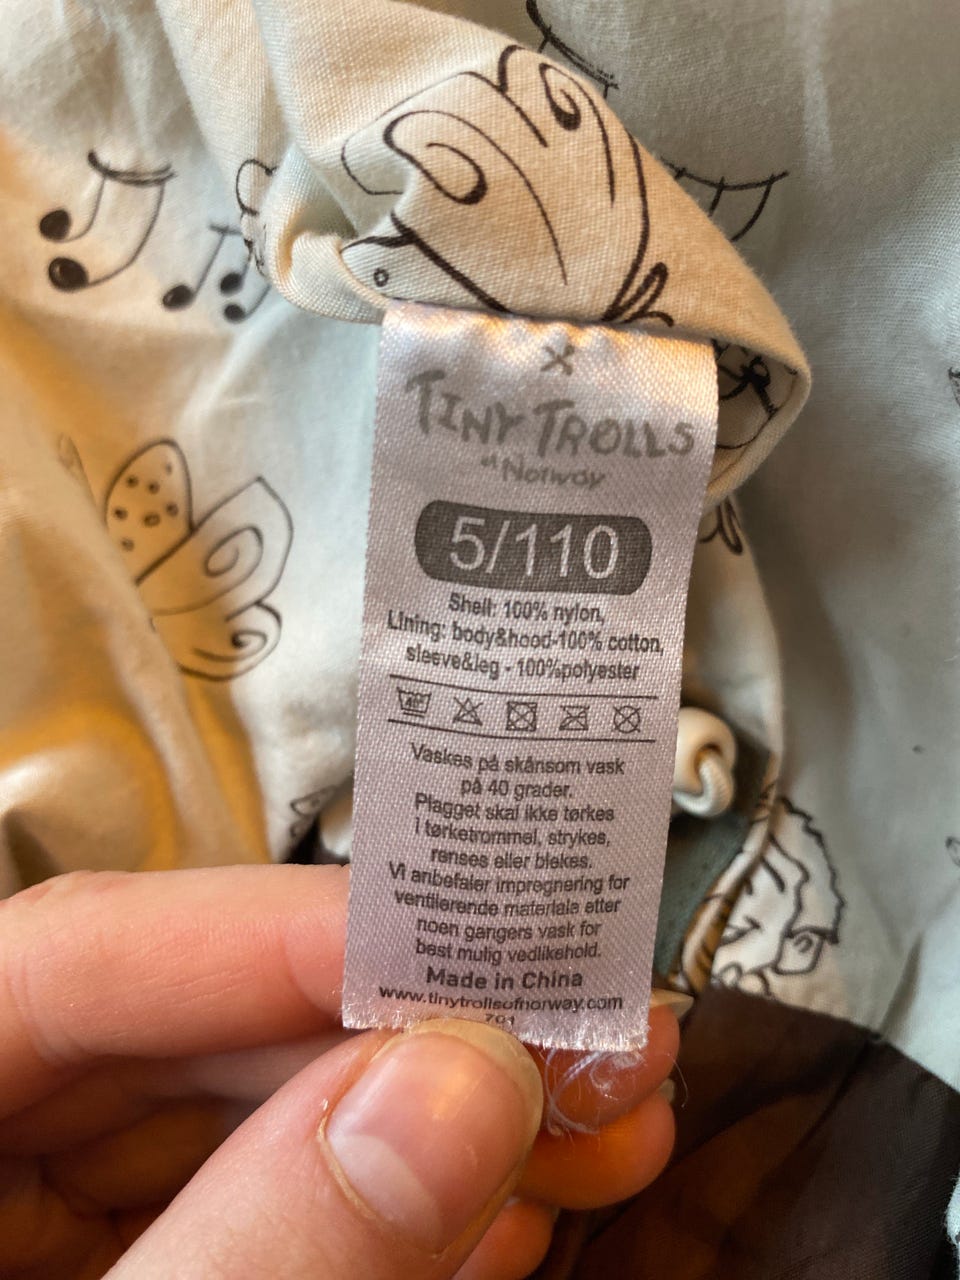 TINY TROLLS
of Norway
5/110
Shell: 100% nylon,
Lining: body&hood-100% cotton,
sleeve&leg - 100%polyester
40°
Vaskes på skånsom vask
på 40 grader.
Plagget skal ikke tørkes
i tørketrommel, strykes,
renses eller blekes.
Vi anbefaler impregnering for
ventilerende materiale etter
noen gangers vask for
best mulig vedlikehold.
Made in China
www.tinytrollsofnorway.com
701